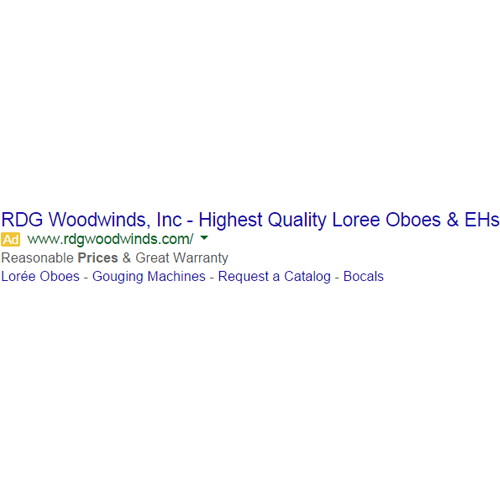 RDG Woodwinds, Inc - Highest Quality Loree Oboes & EHs
Ad www.rdgwoodwinds.com/
Reasonable Prices & Great Warranty
Lorée Oboes - Gouging Machines - Request a Catalog - Bocals